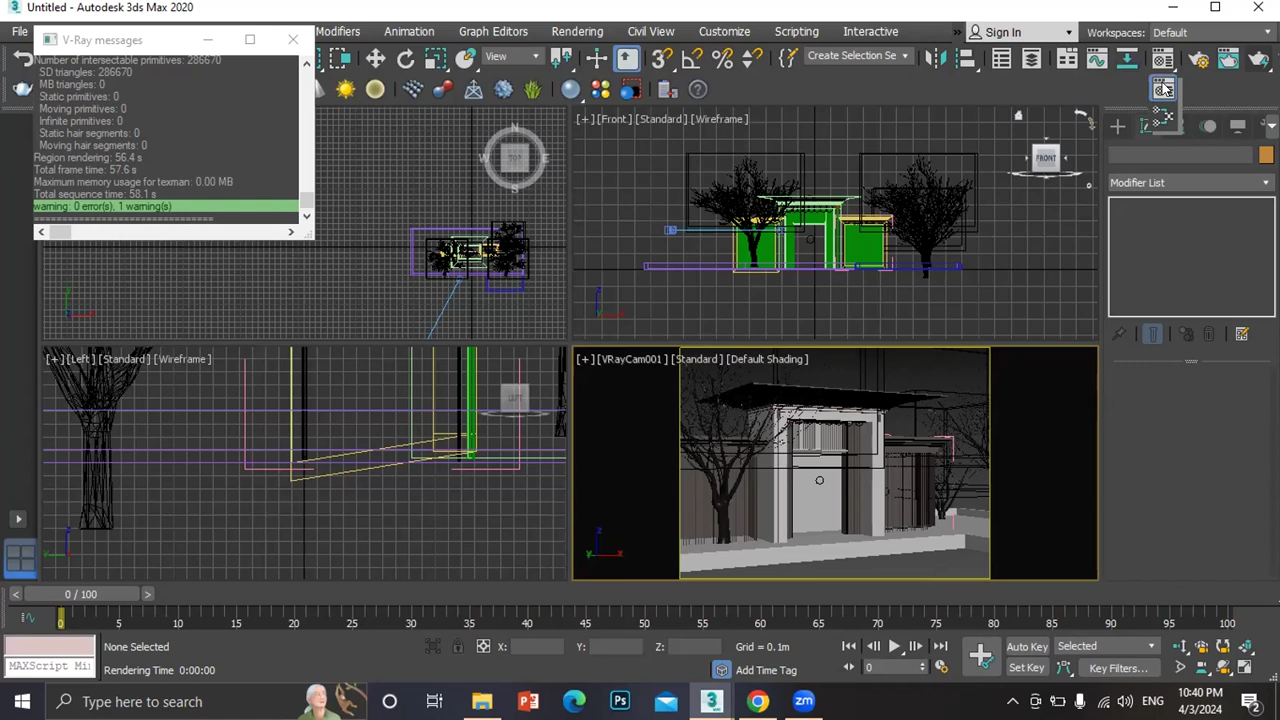 Untitled - Autodesk 3ds Max 2020
File
Modifiers
Animation
Graph Editors
Rendering
Civil View
Customize
Scripting
Interactive
Sign In
Workspaces: Default
V-Ray messages
View
Create Selection Se
Number of intersectable primitives: 286670
SD triangles: 286670
MB triangles: 0
Static primitives: 0
Moving primitives: 0
Infinite primitives: 0
Static hair segments: 0
Moving hair segments: 0
Region rendering: 56.4 s
Total frame time: 57.6 s
Maximum memory usage for texman: 0.00 MB
Total sequence time: 58.1 s
warning: 0 error(s), 1 warning(s)
==============================
N
W TOP E
S
[+] [Front] [Standard] [Wireframe]
FRONT
Modifier List
[+] [Left] [Standard] [Wireframe]
LEFT
[+] [VRayCam001] [Standard] [Default Shading]
z
x
y
0 / 100
0 5 10 15 20 25 30 35 40 45 50 55 60 65 70 75 80 85 90 95 100
None Selected
X:
Y:
Z:
Grid = 0.1m
Auto Key
Selected
MAXScript Mi
Rendering Time 0:00:00
Add Time Tag
0
Set Key
Key Filters...
Type here to search
ENG
10:40 PM
4/3/2024